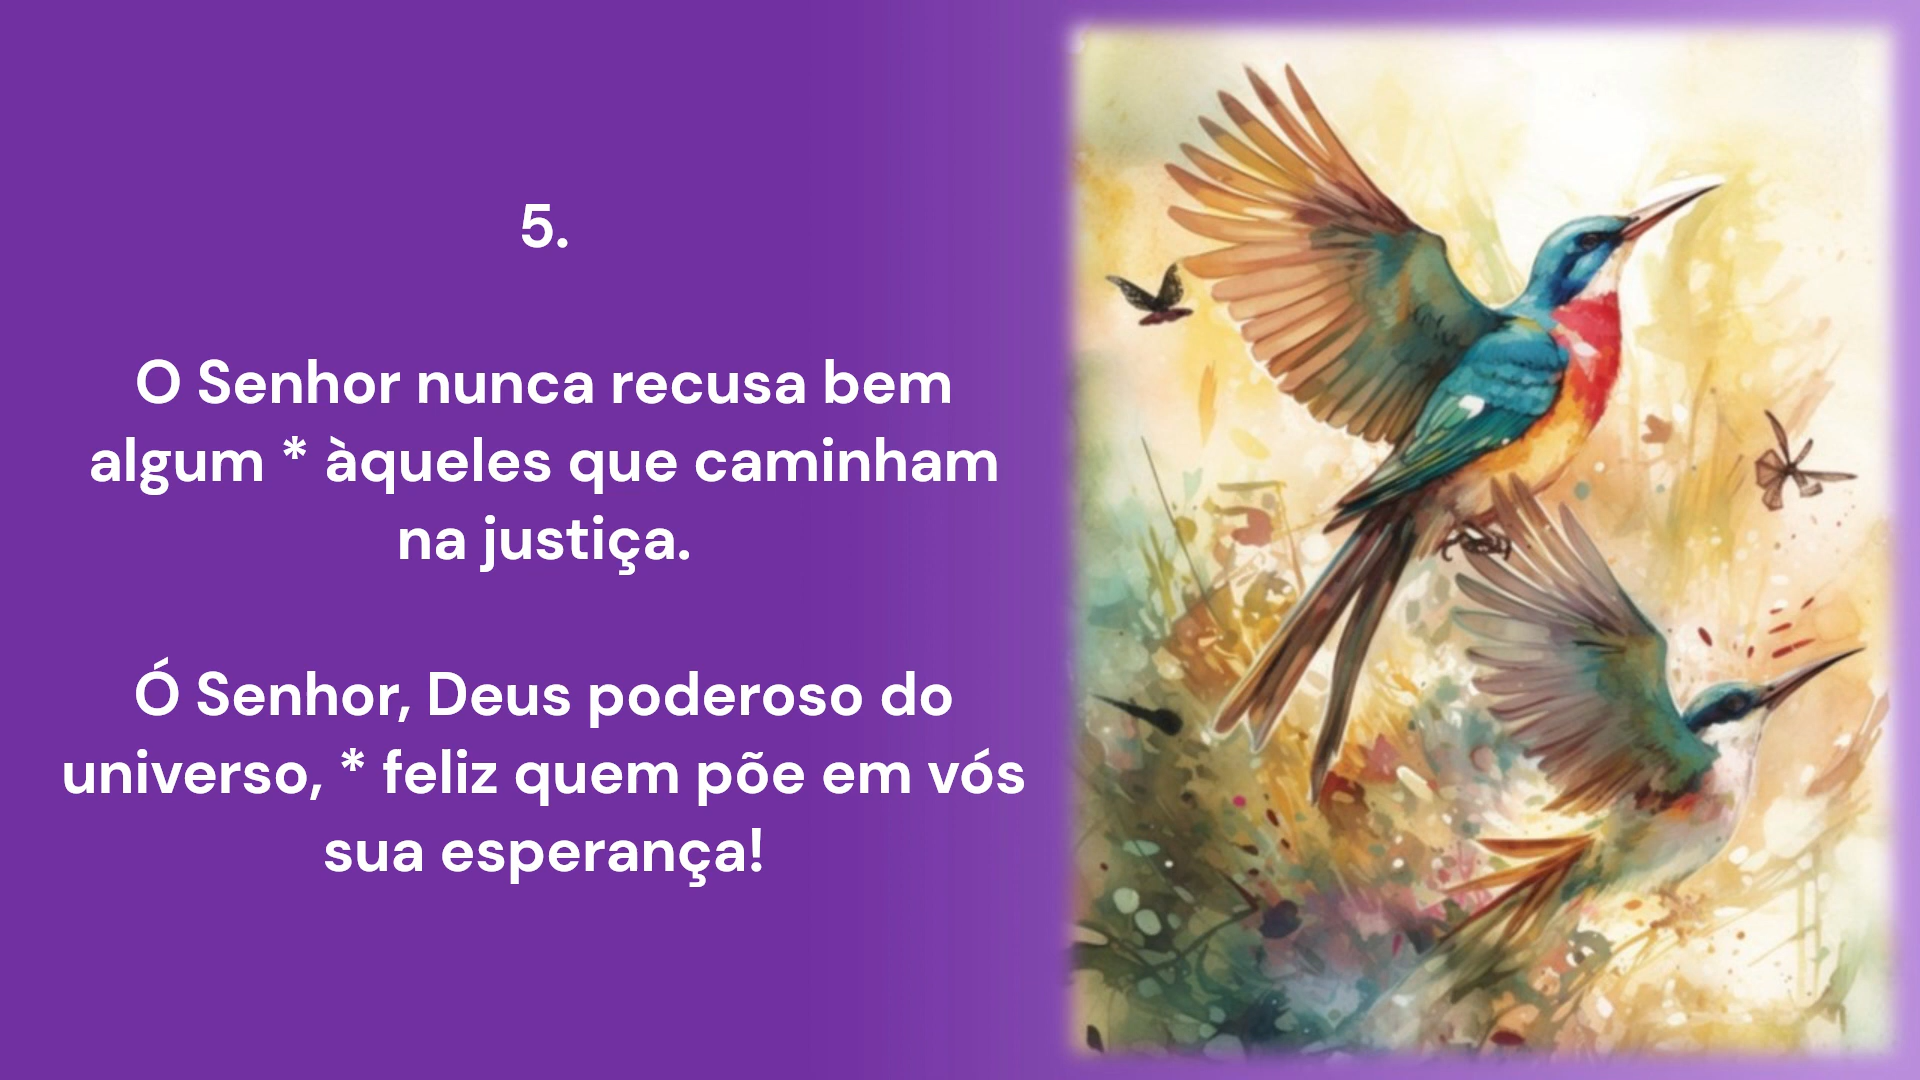 5.
O Senhor nunca recusa bem
algum * àqueles que caminham
na justiça.
Ó Senhor, Deus poderoso do
universo, * feliz quem põe em vós
sua esperança!